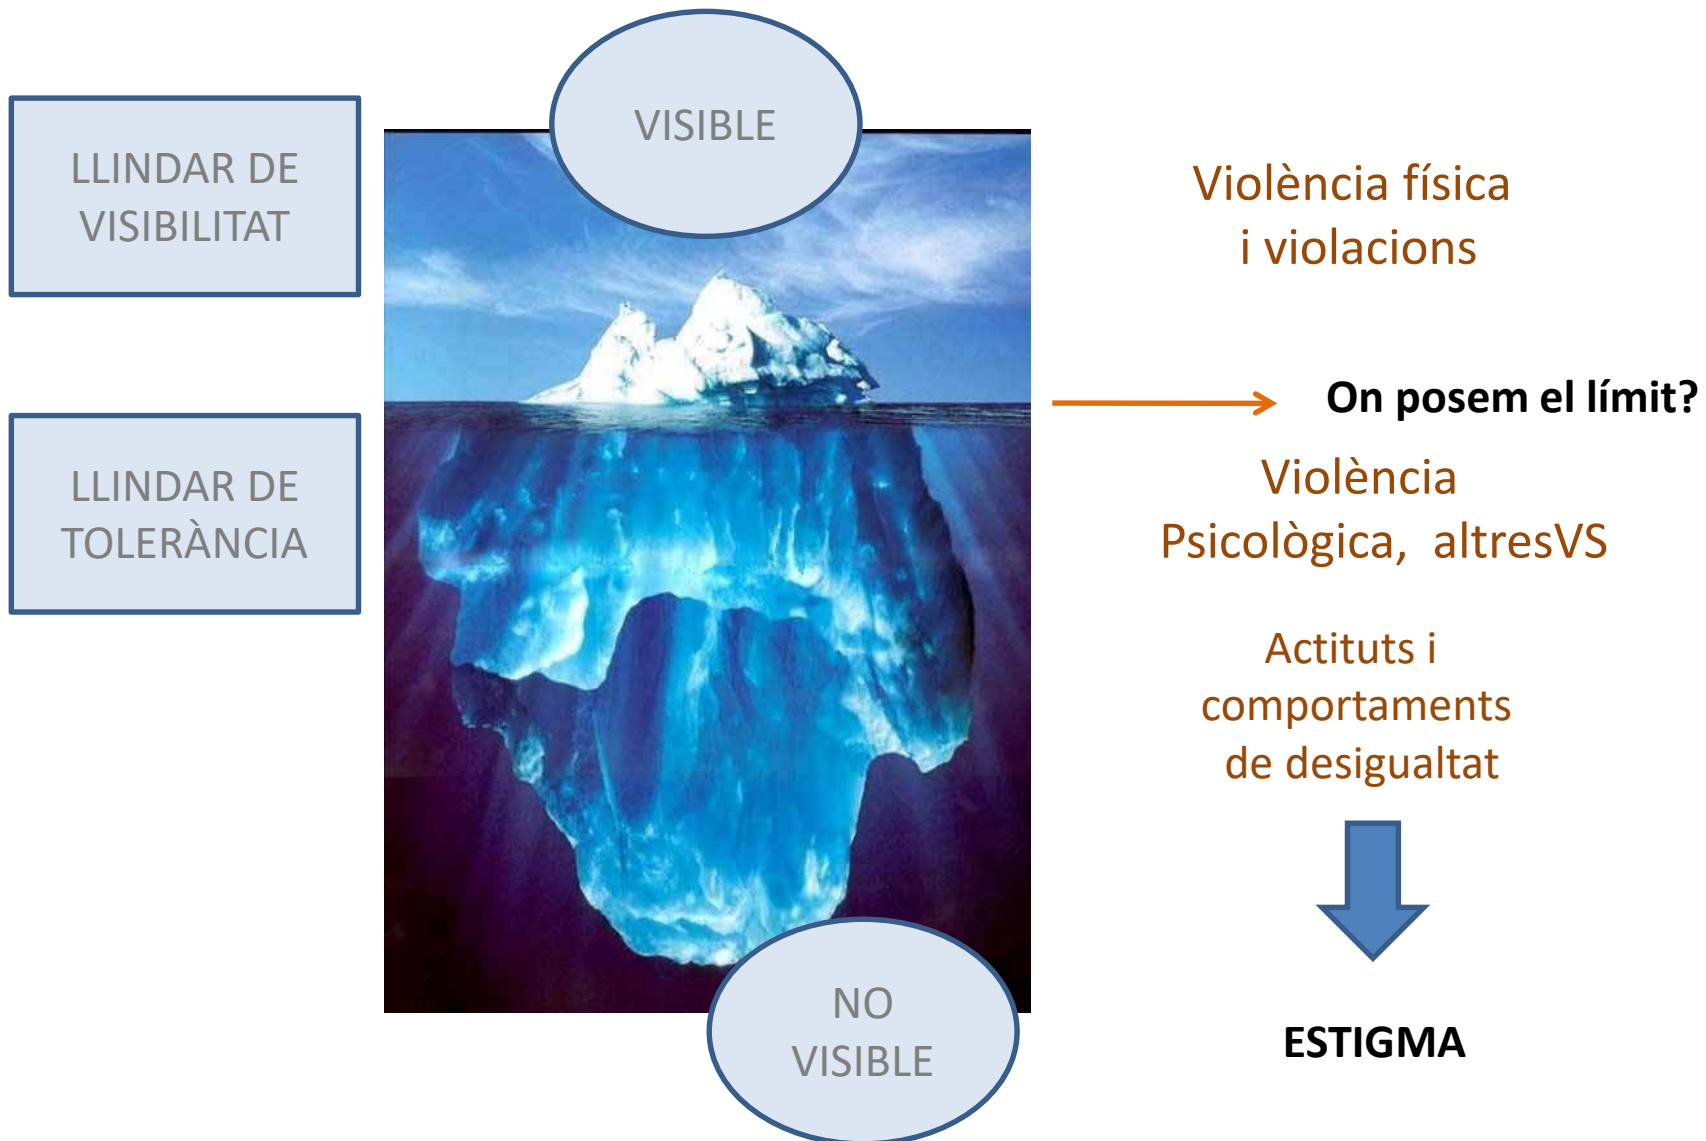 VISIBLE
LLINDAR DE
VISIBILITAT
Violència física
i violacions
On posem el límit?
LLINDAR DE
TOLERÀNCIA
Violència
Psicològica, altresVS
Actituts i
comportaments
de desigualtat
NO
VISIBLE
ESTIGMA